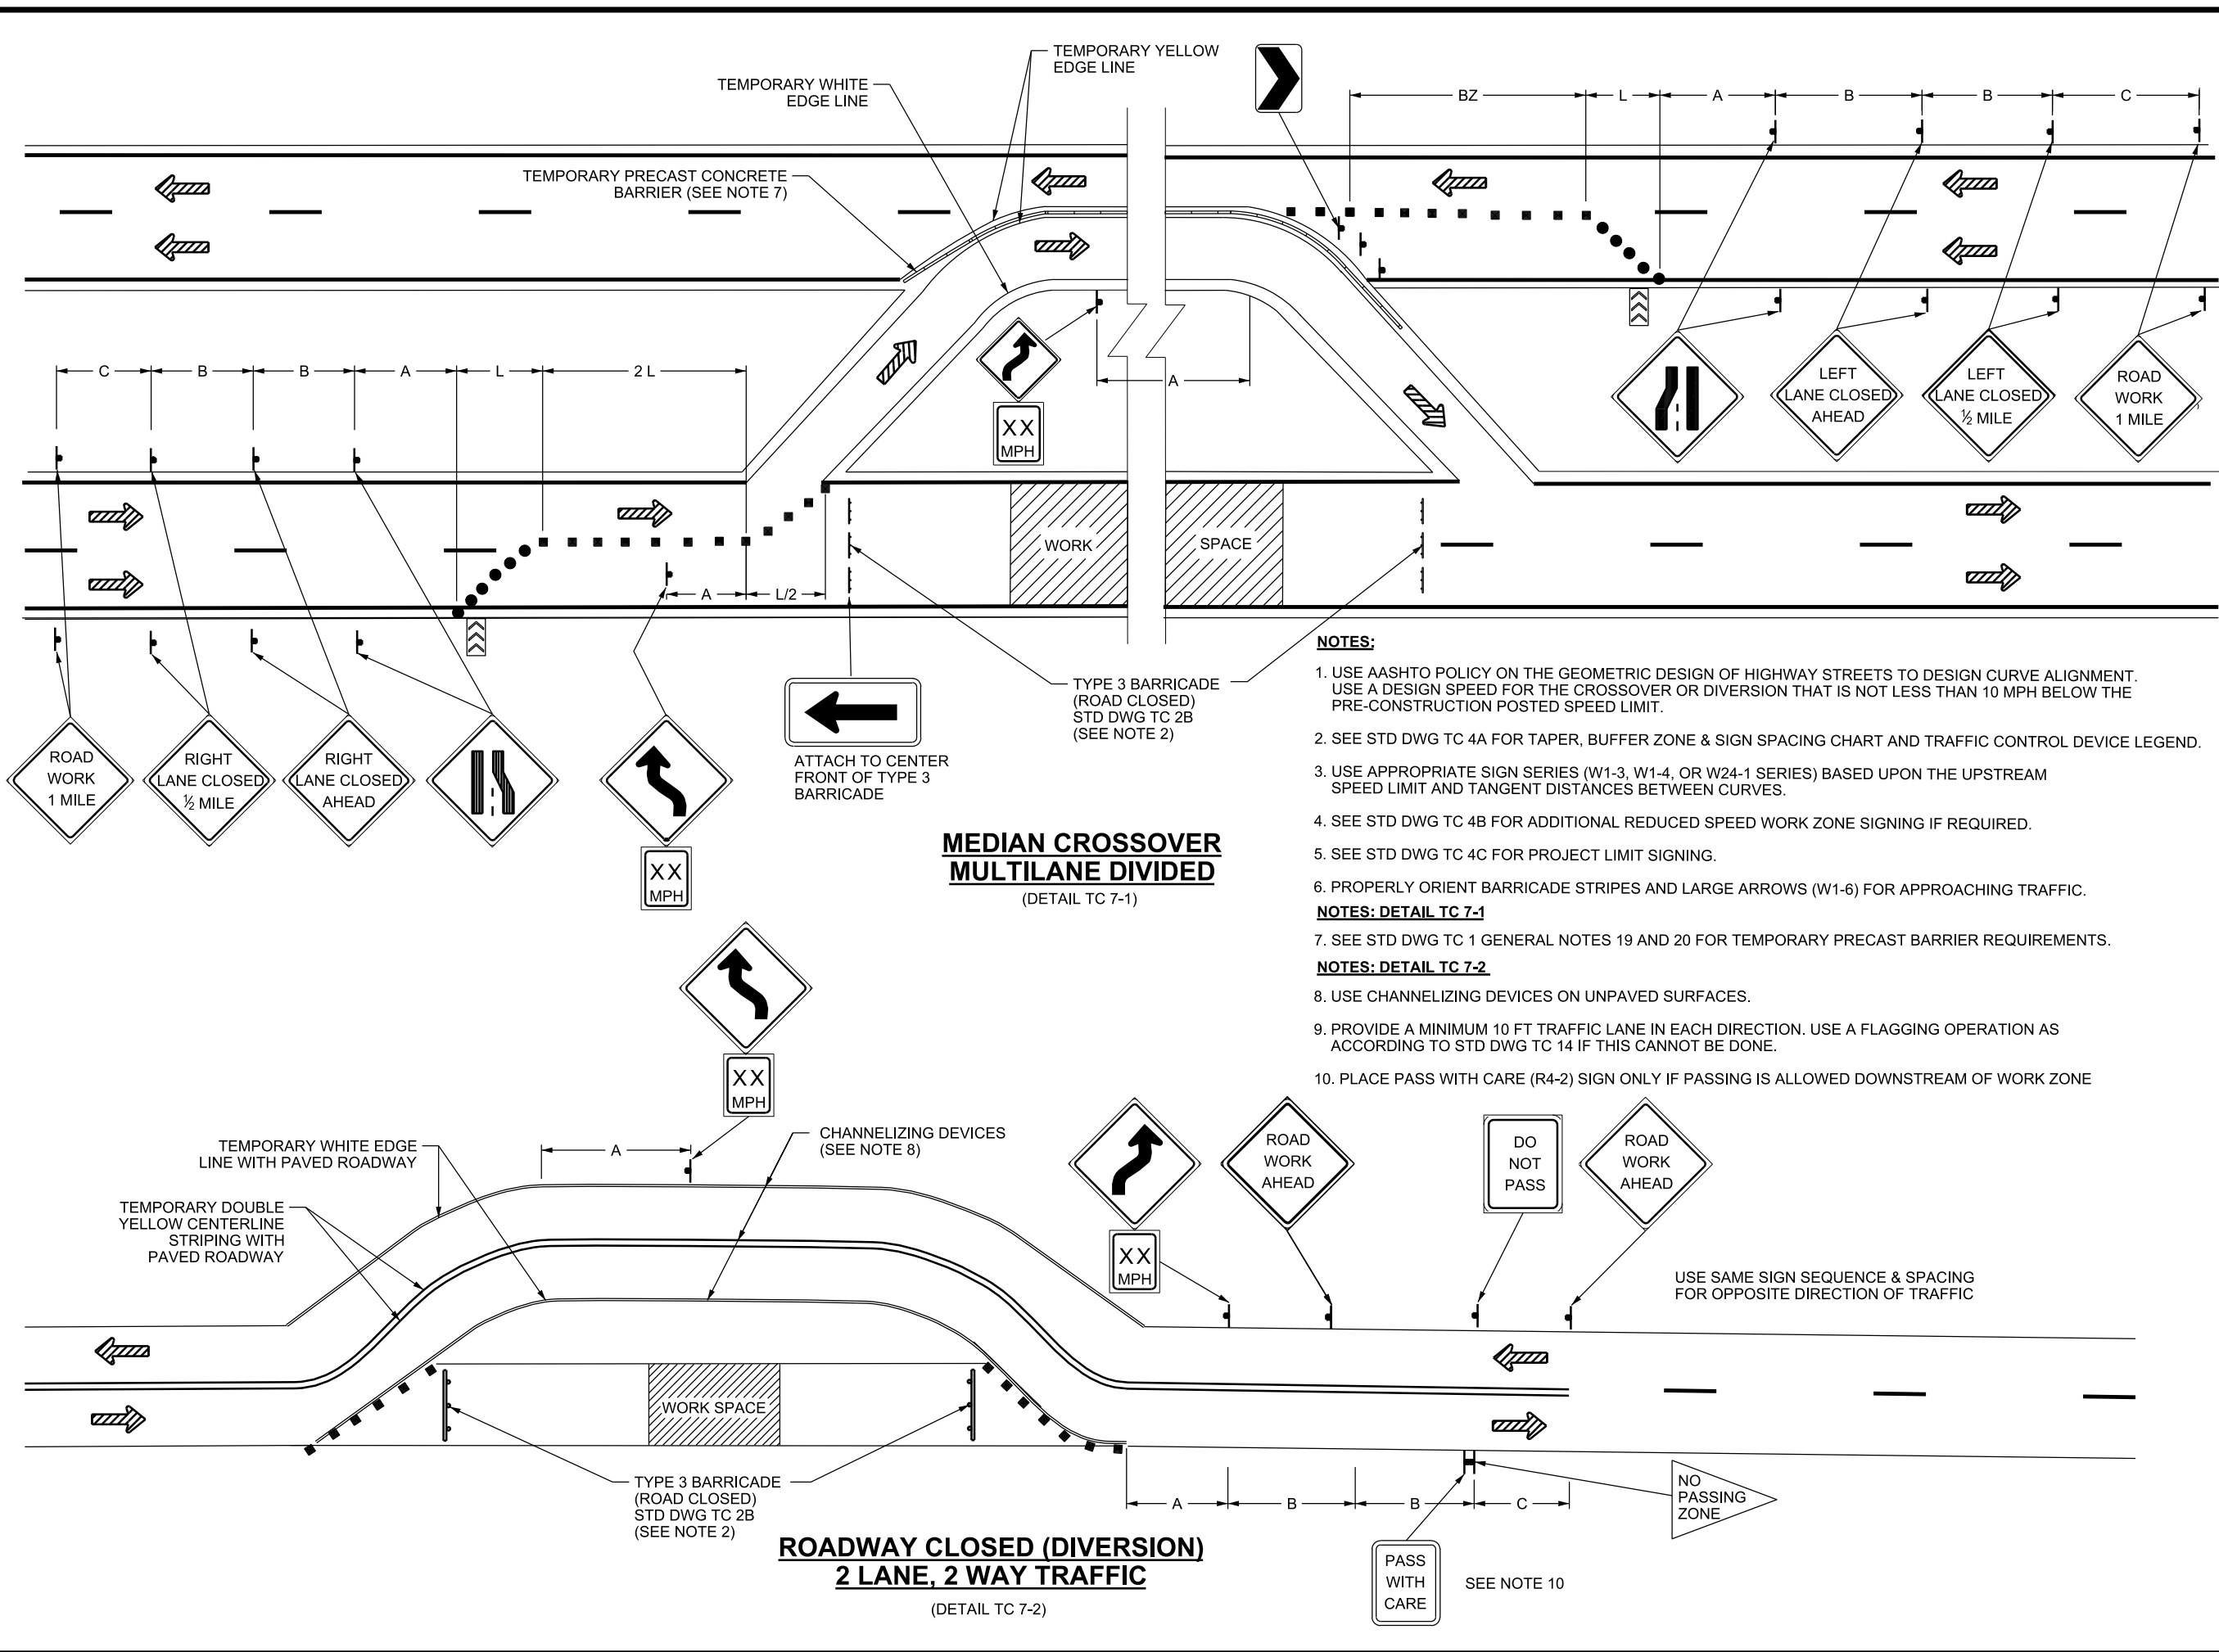 TEMPORARY YELLOW
EDGE LINE
TEMPORARY WHITE
EDGE LINE
BZ
L
A
B
B
C
TEMPORARY PRECAST CONCRETE
BARRIER (SEE NOTE 7)
C
B
B
A
L
2 L
XX
MPH
A
LEFT
LANE CLOSED
AHEAD
LEFT
LANE CLOSED
½ MILE
ROAD
WORK
1 MILE
A
L/2
WORK
SPACE
ROAD
WORK
1 MILE
RIGHT
LANE CLOSED
½ MILE
RIGHT
LANE CLOSED
AHEAD
XX
MPH
ATTACH TO CENTER
FRONT OF TYPE 3
BARRICADE
TYPE 3 BARRICADE
(ROAD CLOSED)
STD DWG TC 2B
(SEE NOTE 2)
MEDIAN CROSSOVER
MULTILANE DIVIDED
(DETAIL TC 7-1)
NOTES:
1. USE AASHTO POLICY ON THE GEOMETRIC DESIGN OF HIGHWAY STREETS TO DESIGN CURVE ALIGNMENT.
USE A DESIGN SPEED FOR THE CROSSOVER OR DIVERSION THAT IS NOT LESS THAN 10 MPH BELOW THE
PRE-CONSTRUCTION POSTED SPEED LIMIT.
2. SEE STD DWG TC 4A FOR TAPER, BUFFER ZONE & SIGN SPACING CHART AND TRAFFIC CONTROL DEVICE LEGEND.
3. USE APPROPRIATE SIGN SERIES (W1-3, W1-4, OR W24-1 SERIES) BASED UPON THE UPSTREAM
SPEED LIMIT AND TANGENT DISTANCES BETWEEN CURVES.
4. SEE STD DWG TC 4B FOR ADDITIONAL REDUCED SPEED WORK ZONE SIGNING IF REQUIRED.
5. SEE STD DWG TC 4C FOR PROJECT LIMIT SIGNING.
6. PROPERLY ORIENT BARRICADE STRIPES AND LARGE ARROWS (W1-6) FOR APPROACHING TRAFFIC.
NOTES: DETAIL TC 7-1
7. SEE STD DWG TC 1 GENERAL NOTES 19 AND 20 FOR TEMPORARY PRECAST BARRIER REQUIREMENTS.
NOTES: DETAIL TC 7-2
8. USE CHANNELIZING DEVICES ON UNPAVED SURFACES.
9. PROVIDE A MINIMUM 10 FT TRAFFIC LANE IN EACH DIRECTION. USE A FLAGGING OPERATION AS
ACCORDING TO STD DWG TC 14 IF THIS CANNOT BE DONE.
10. PLACE PASS WITH CARE (R4-2) SIGN ONLY IF PASSING IS ALLOWED DOWNSTREAM OF WORK ZONE
XX
MPH
TEMPORARY WHITE EDGE
LINE WITH PAVED ROADWAY
TEMPORARY DOUBLE
YELLOW CENTERLINE
STRIPING WITH
PAVED ROADWAY
A
CHANNELIZING DEVICES
(SEE NOTE 8)
XX
MPH
ROAD
WORK
AHEAD
DO
NOT
PASS
ROAD
WORK
AHEAD
USE SAME SIGN SEQUENCE & SPACING
FOR OPPOSITE DIRECTION OF TRAFFIC
WORK SPACE
TYPE 3 BARRICADE
(ROAD CLOSED)
STD DWG TC 2B
(SEE NOTE 2)
A
B
B
C
NO
PASSING
ZONE
PASS
WITH
CARE
SEE NOTE 10
ROADWAY CLOSED (DIVERSION)
2 LANE, 2 WAY TRAFFIC
(DETAIL TC 7-2)